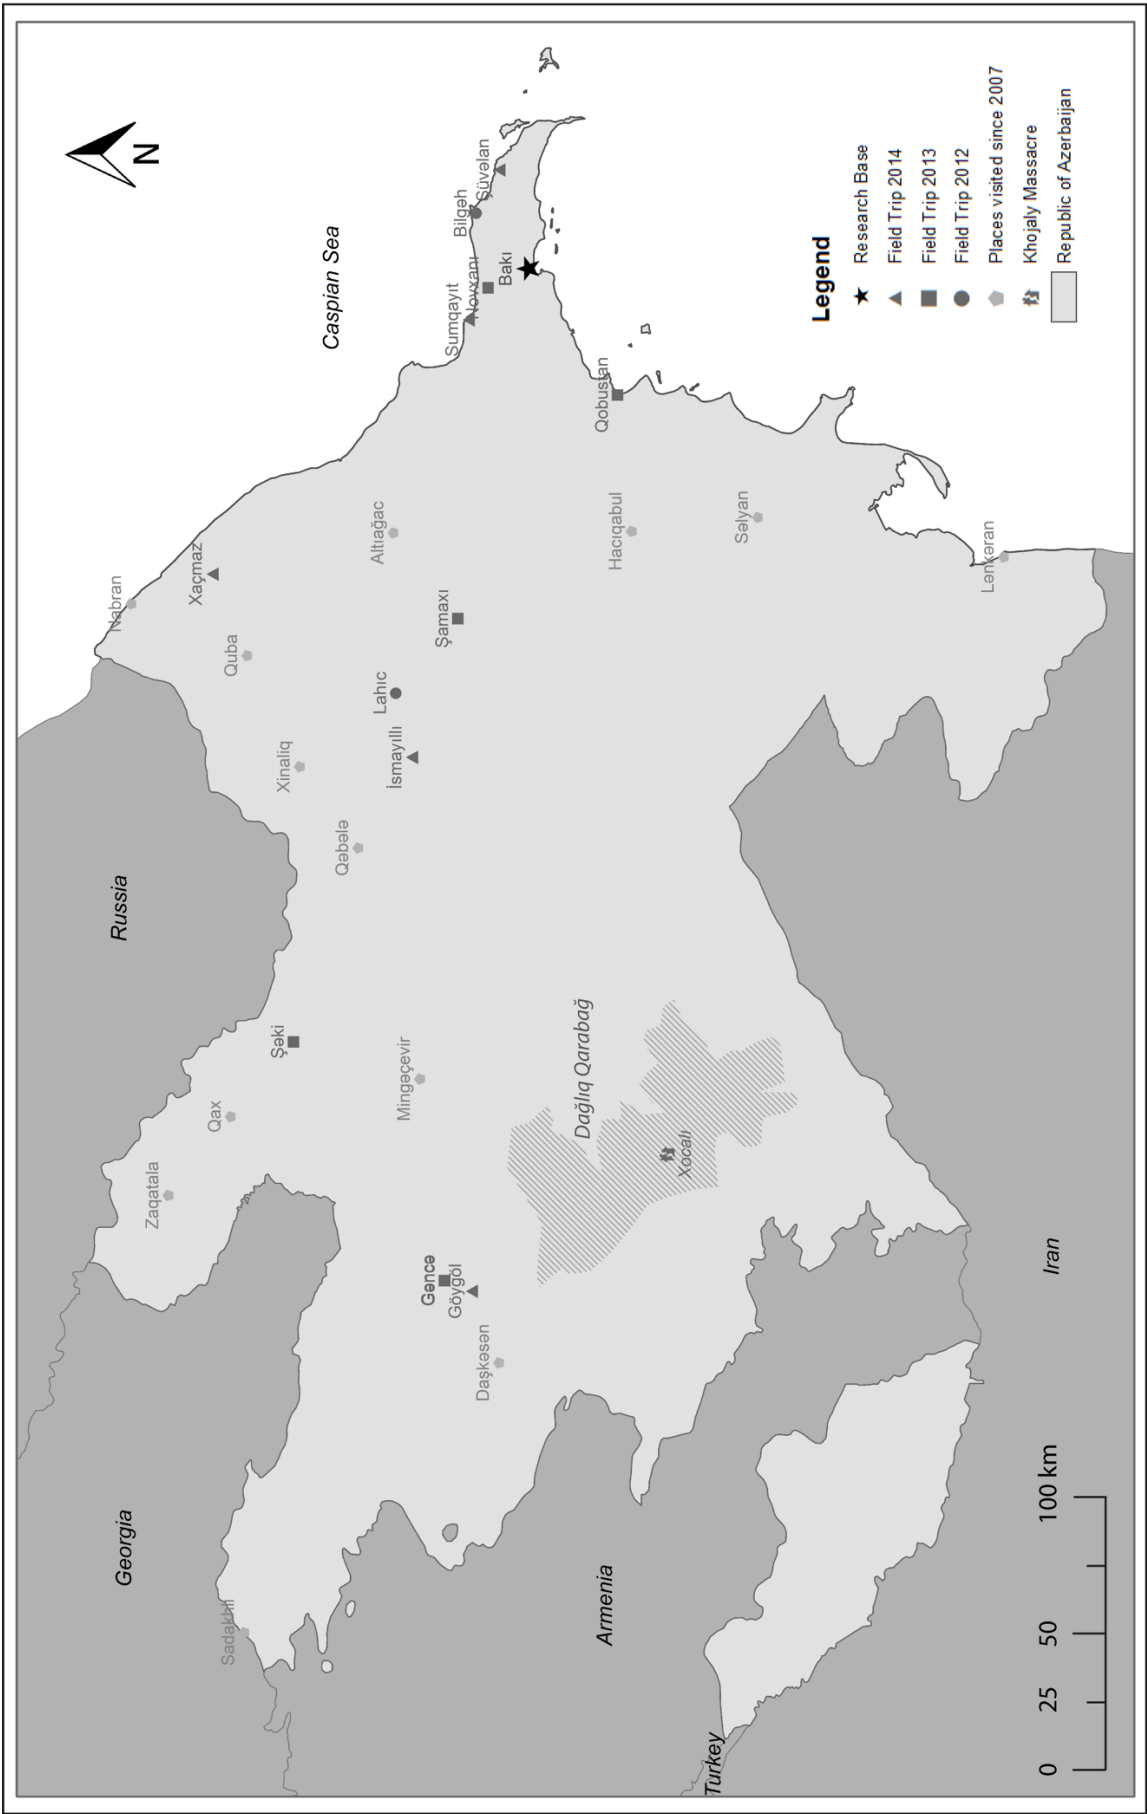 N
Caspian Sea
Russia
Georgia
Armenia
Turkey
Iran
Nabran
Xaçmaz
Quba
Xinaliq
Altıağac
Şamaxı
Lahıc
İsmayıllı
Qəbələ
Şəki
Qax
Zaqatala
Mingəçevir
Gəncə
Göygöl
Daşkəsən
Sadakhli
Sumqayıt
Novxanı
Bilgəh
Şüvəlan
Bakı
Qobustan
Hacıqabul
Səlyan
Lənkəran
Dağlıq Qarabağ
Xocalı
Legend
Research Base
Field Trip 2014
Field Trip 2013
Field Trip 2012
Places visited since 2007
Khojaly Massacre
Republic of Azerbaijan
0 25 50 100 km